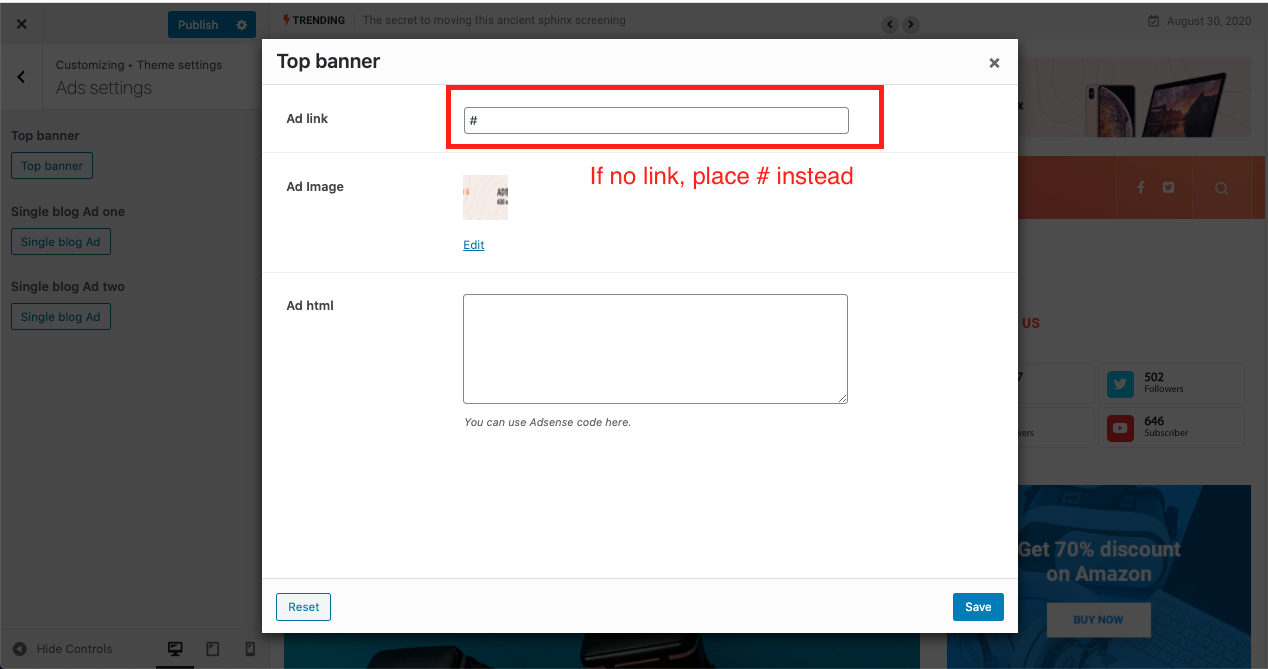 Publish
TRENDING
The secret to moving this ancient sphinx screening
August 30, 2020
Customizing ▸ Theme settings
Ads settings
Top banner
Top banner
Single blog Ad one
Single blog Ad
Single blog Ad two
Single blog Ad
Hide Controls
Top banner
×
Ad link
#
If no link, place # instead
Ad Image
Edit
Ad html
You can use Adsense code here.
Reset
Save
US
502
Followers
646
Subscriber
Get 70% discount
on Amazon
BUY NOW